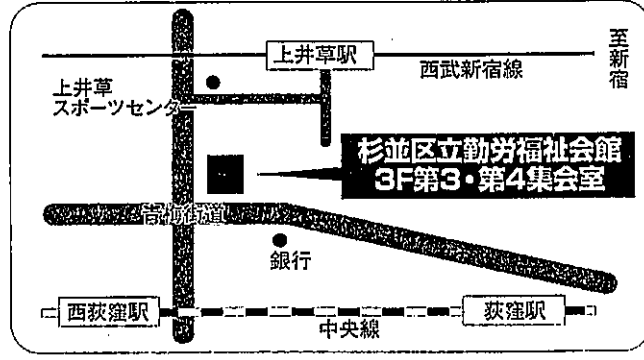 上井草駅
西武新宿線
至新宿
上井草
スポーツセンター
杉並区立勤労福祉会館
3F第3・第4集会室
青梅街道
銀行
西荻窪駅
中央線
荻窪駅